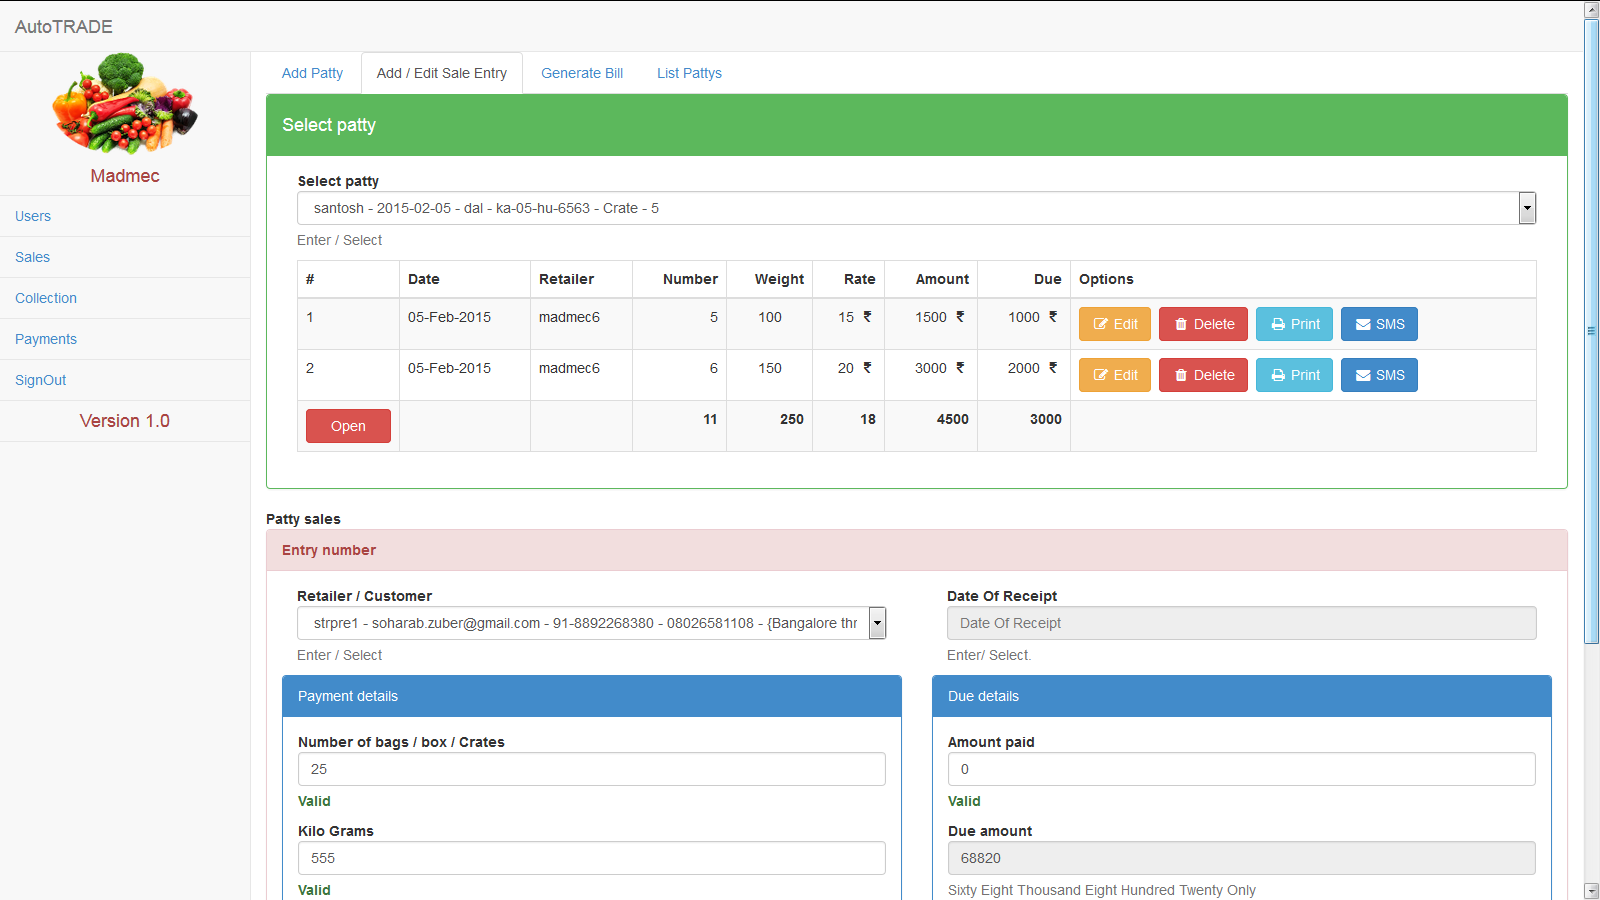 AutoTRADE
Madmec
Users
Sales
Collection
Payments
SignOut
Version 1.0
Add Patty Add / Edit Sale Entry Generate Bill List Pattys
Select patty
Select patty
santosh - 2015-02-05 - dal - ka-05-hu-6563 - Crate - 5
Enter / Select
# Date Retailer Number Weight Rate Amount Due Options
1 05-Feb-2015 madmec6 5 100 15 ₹ 1500 ₹ 1000 ₹ Edit Delete Print SMS
2 05-Feb-2015 madmec6 6 150 20 ₹ 3000 ₹ 2000 ₹ Edit Delete Print SMS
Open 11 250 18 4500 3000
Patty sales
Entry number
Retailer / Customer
strpre1 - soharab.zuber@gmail.com - 91-8892268380 - 08026581108 - {Bangalore thr
Enter / Select
Date Of Receipt
Date Of Receipt
Enter/ Select.
Payment details
Number of bags / box / Crates
25
Valid
Kilo Grams
555
Valid
Due details
Amount paid
0
Valid
Due amount
68820
Sixty Eight Thousand Eight Hundred Twenty Only